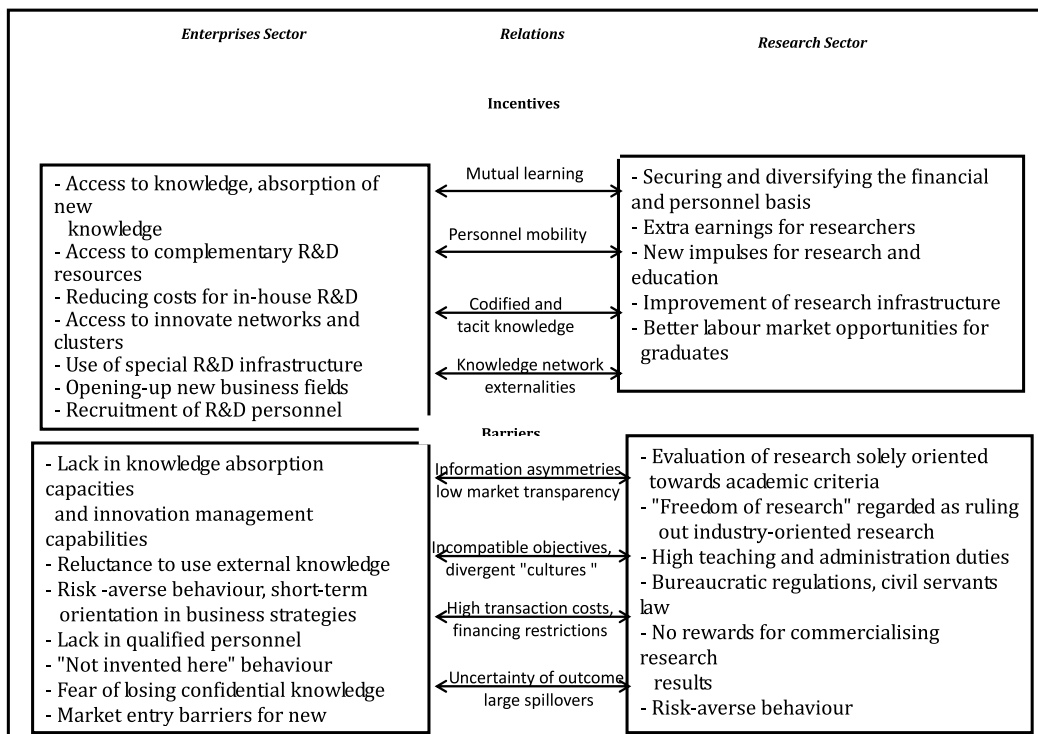 Enterprises Sector
Relations
Research Sector
Incentives
- Access to knowledge, absorption of
new
knowledge
- Access to complementary R&D
resources
- Reducing costs for in-house R&D
- Access to innovate networks and
clusters
- Use of special R&D infrastructure
- Opening-up new business fields
- Recruitment of R&D personnel
Mutual learning
Personnel mobility
Codified and
tacit knowledge
Knowledge network
externalities
- Securing and diversifying the financial
and personnel basis
- Extra earnings for researchers
- New impulses for research and
education
- Improvement of research infrastructure
- Better labour market opportunities for
graduates
Barriers
- Lack in knowledge absorption
capacities
and innovation management
capabilities
- Reluctance to use external knowledge
- Risk -averse behaviour, short-term
orientation in business strategies
- Lack in qualified personnel
- "Not invented here" behaviour
- Fear of losing confidential knowledge
- Market entry barriers for new
Information asymmetries
low market transparency
Incompatible objectives,
divergent "cultures "
High transaction costs,
financing restrictions
Uncertainty of outcome
large spillovers
- Evaluation of research solely oriented
towards academic criteria
- "Freedom of research" regarded as ruling
out industry-oriented research
- High teaching and administration duties
- Bureaucratic regulations, civil servants
law
- No rewards for commercialising
research
results
- Risk-averse behaviour